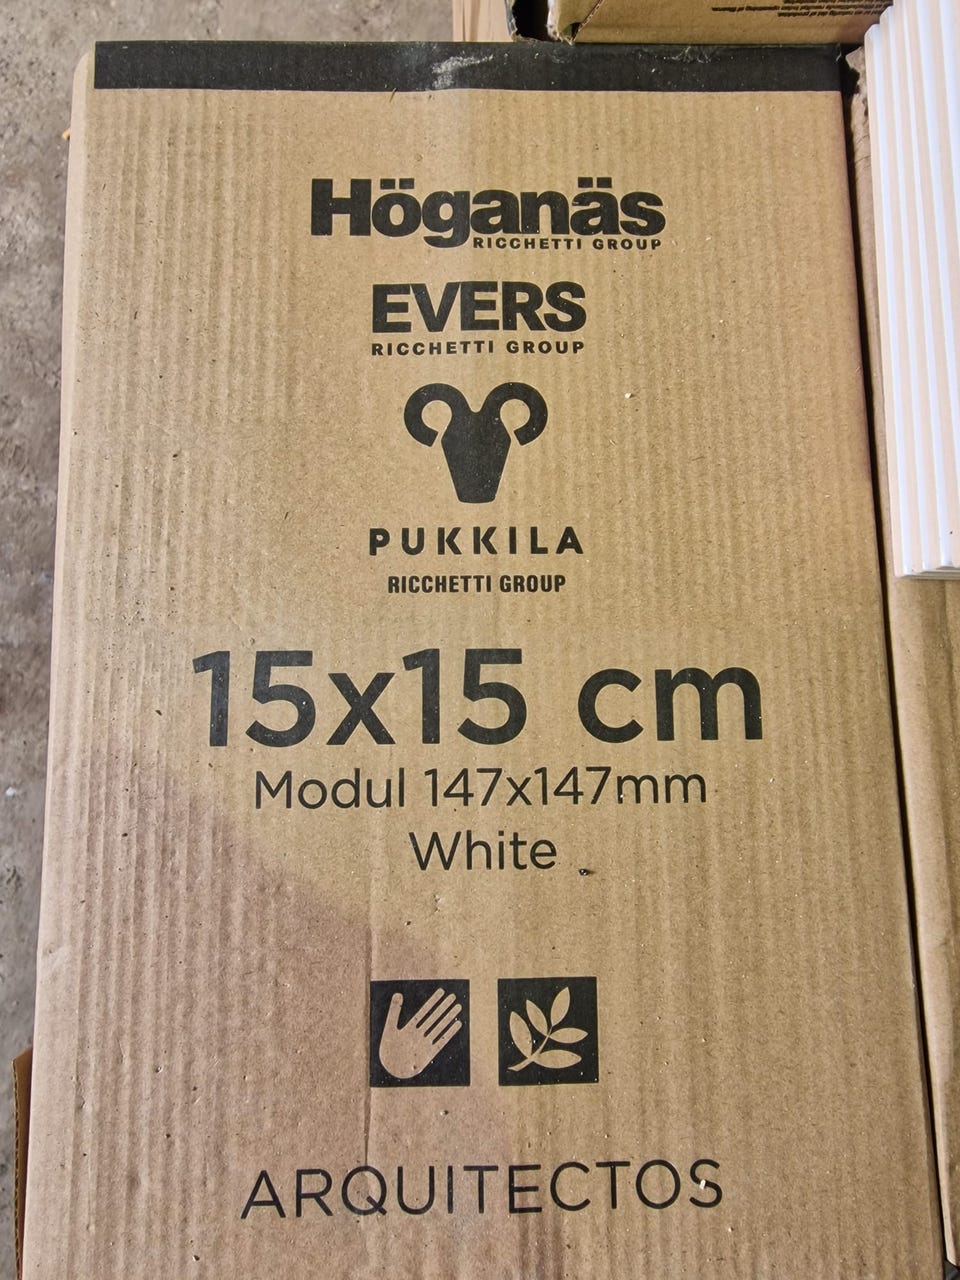 Höganäs
RICCHETTI GROUP
EVERS
RICCHETTI GROUP
PUKKILA
RICCHETTI GROUP
15x15 cm
Modul 147x147mm
White
ARQUITECTOS